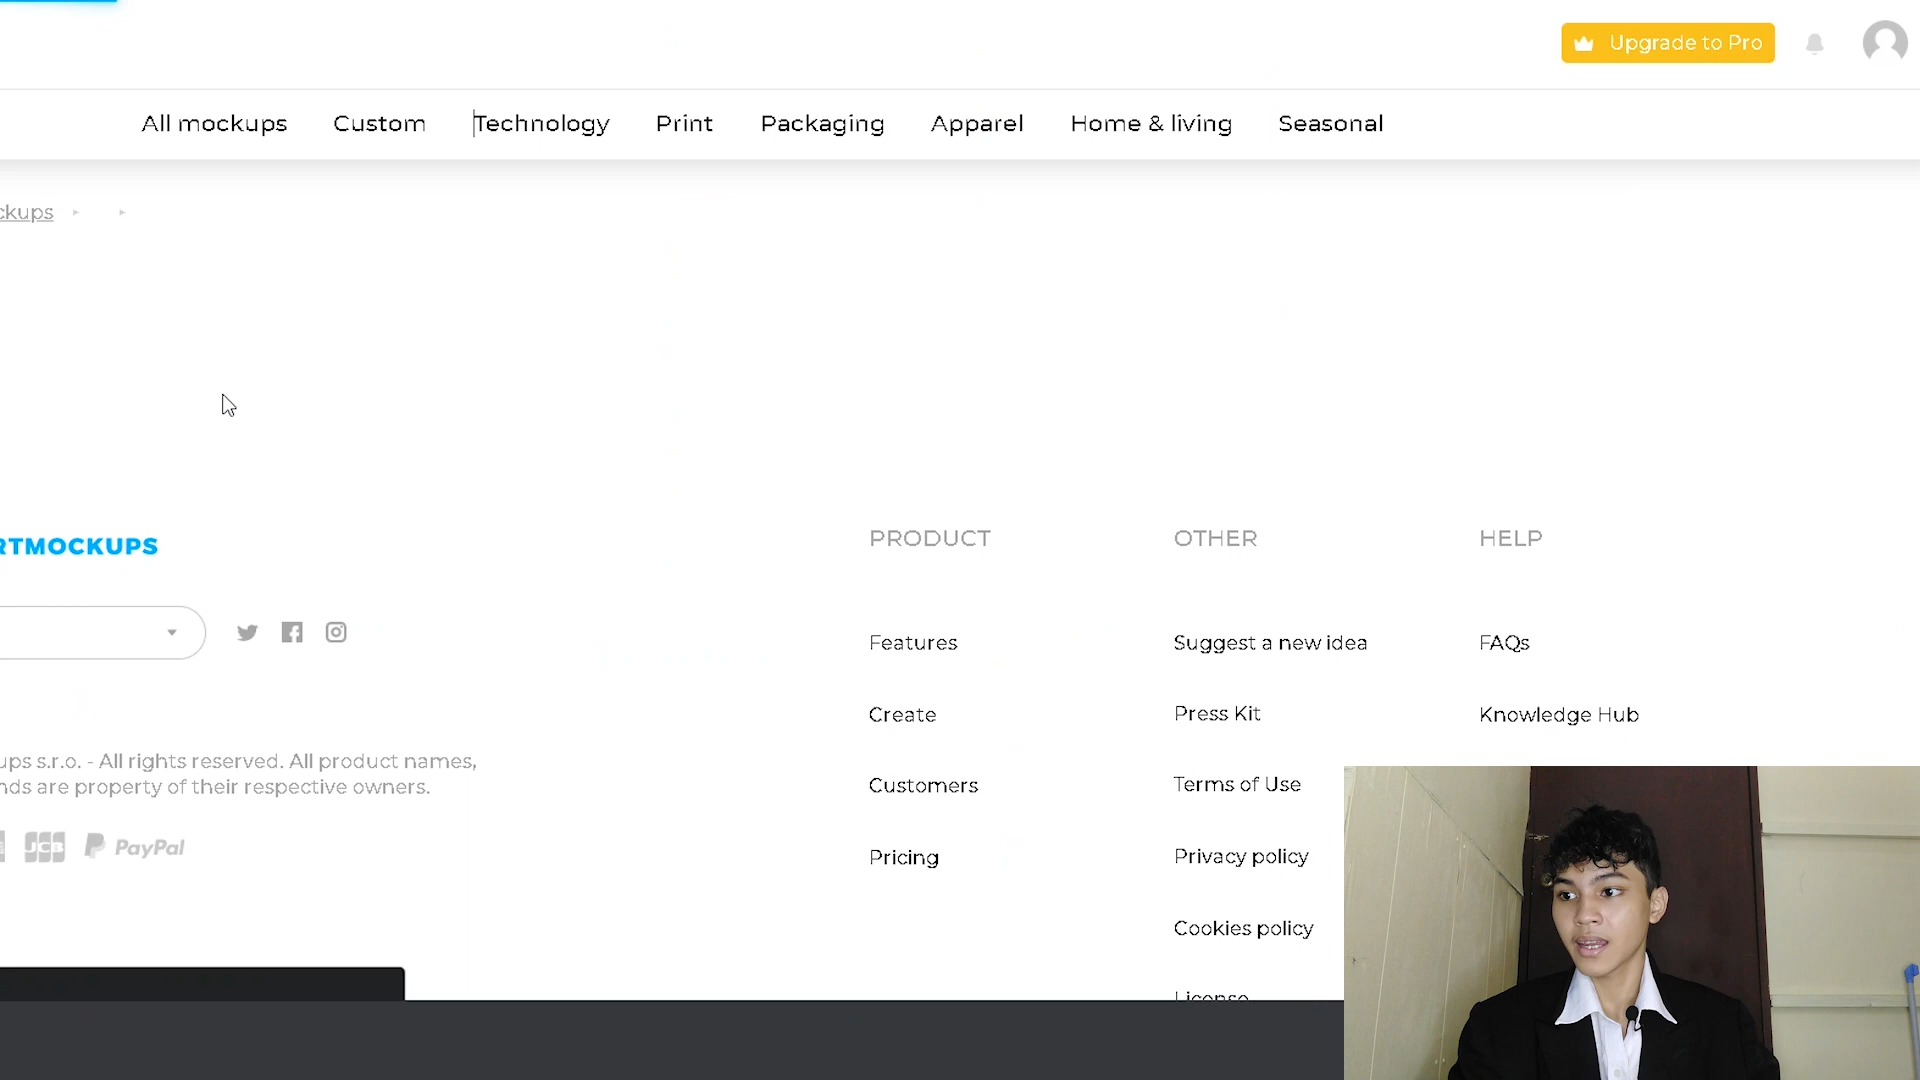 Upgrade to Pro
All mockups Custom Technology Print Packaging Apparel Home & living Seasonal
ckups
RTMOCKUPS
PRODUCT
Features
Create
Customers
Pricing
OTHER
Suggest a new idea
Press Kit
Terms of Use
Privacy policy
Cookies policy
License
HELP
FAQs
Knowledge Hub
ups s.r.o. - All rights reserved. All product names,
nds are property of their respective owners.
JCB PayPal